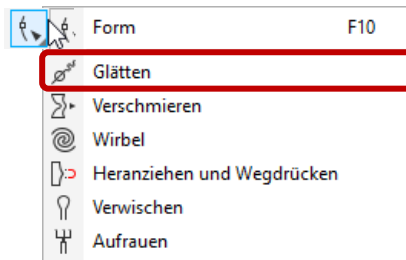 Form F10
Glätten
Verschmieren
Wirbel
Heranziehen und Wegdrücken
Verwischen
Aufrauen